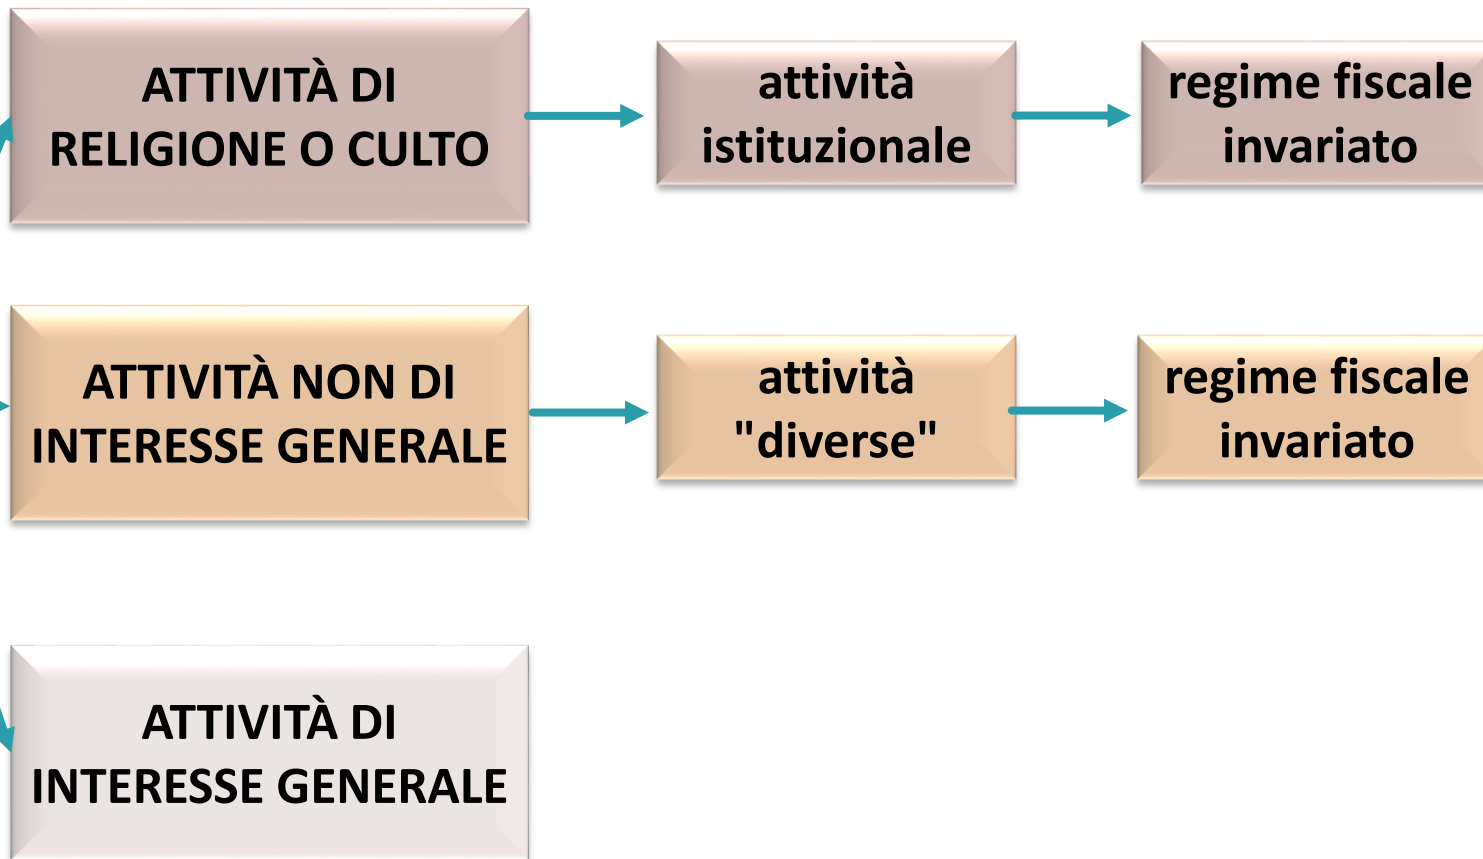 ATTIVITÀ DI
RELIGIONE O CULTO
attività
istituzionale
regime fiscale
invariato
ATTIVITÀ NON DI
INTERESSE GENERALE
attività
"diverse"
regime fiscale
invariato
ATTIVITÀ DI
INTERESSE GENERALE